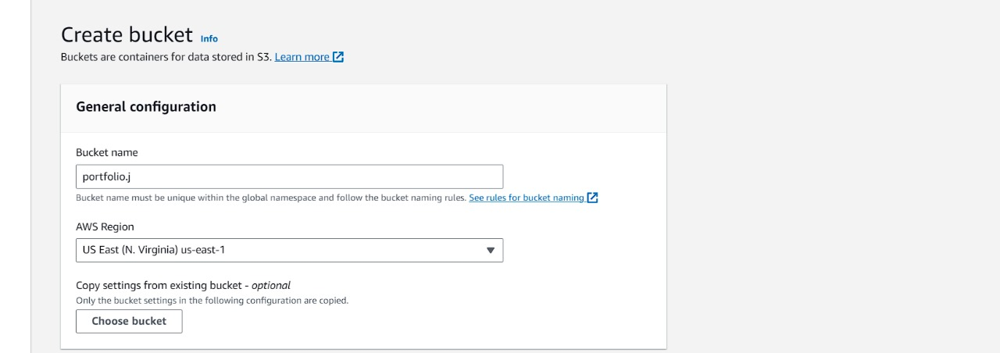 Create bucket Info
Buckets are containers for data stored in S3. Learn more
General configuration
Bucket name
portfolio.j
Bucket name must be unique within the global namespace and follow the bucket naming rules. See rules for bucket naming
AWS Region
US East (N. Virginia) us-east-1
Copy settings from existing bucket - optional
Only the bucket settings in the following configuration are copied.
Choose bucket